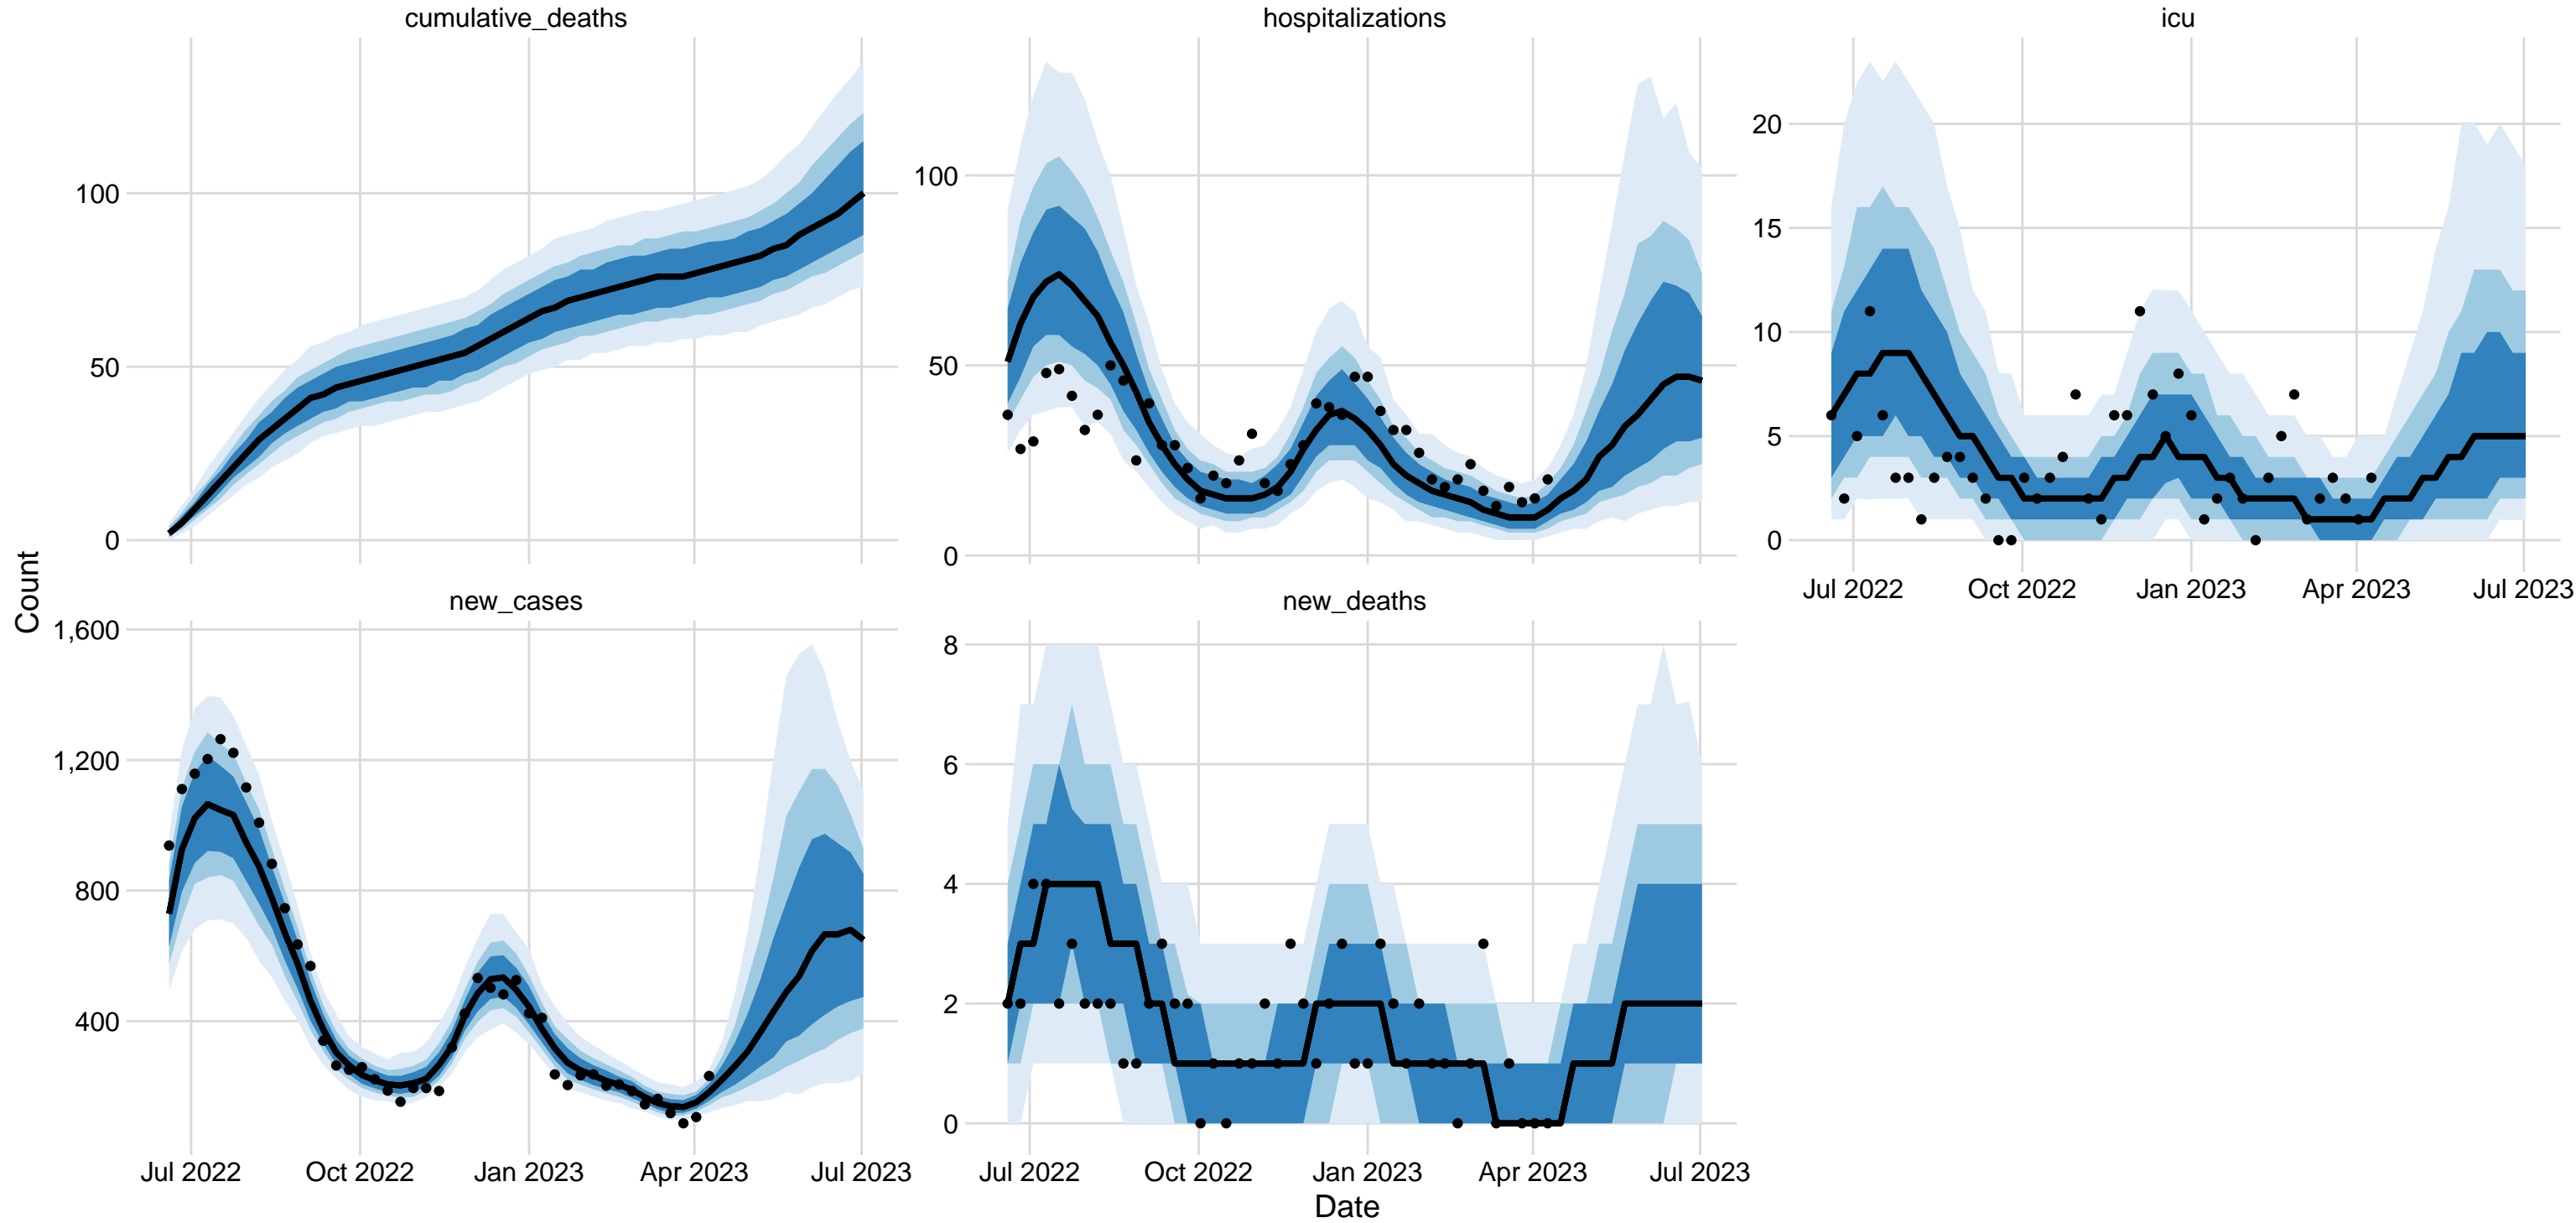 cumulative_deaths
hospitalizations
icu
100
50
0
100
50
0
20
15
10
5
0
Jul 2022 Oct 2022 Jan 2023 Apr 2023 Jul 2023
Count
new_cases
new_deaths
1,600
1,200
800
400
8
6
4
2
0
Jul 2022 Oct 2022 Jan 2023 Apr 2023 Jul 2023
Jul 2022 Oct 2022 Jan 2023 Apr 2023 Jul 2023
Date